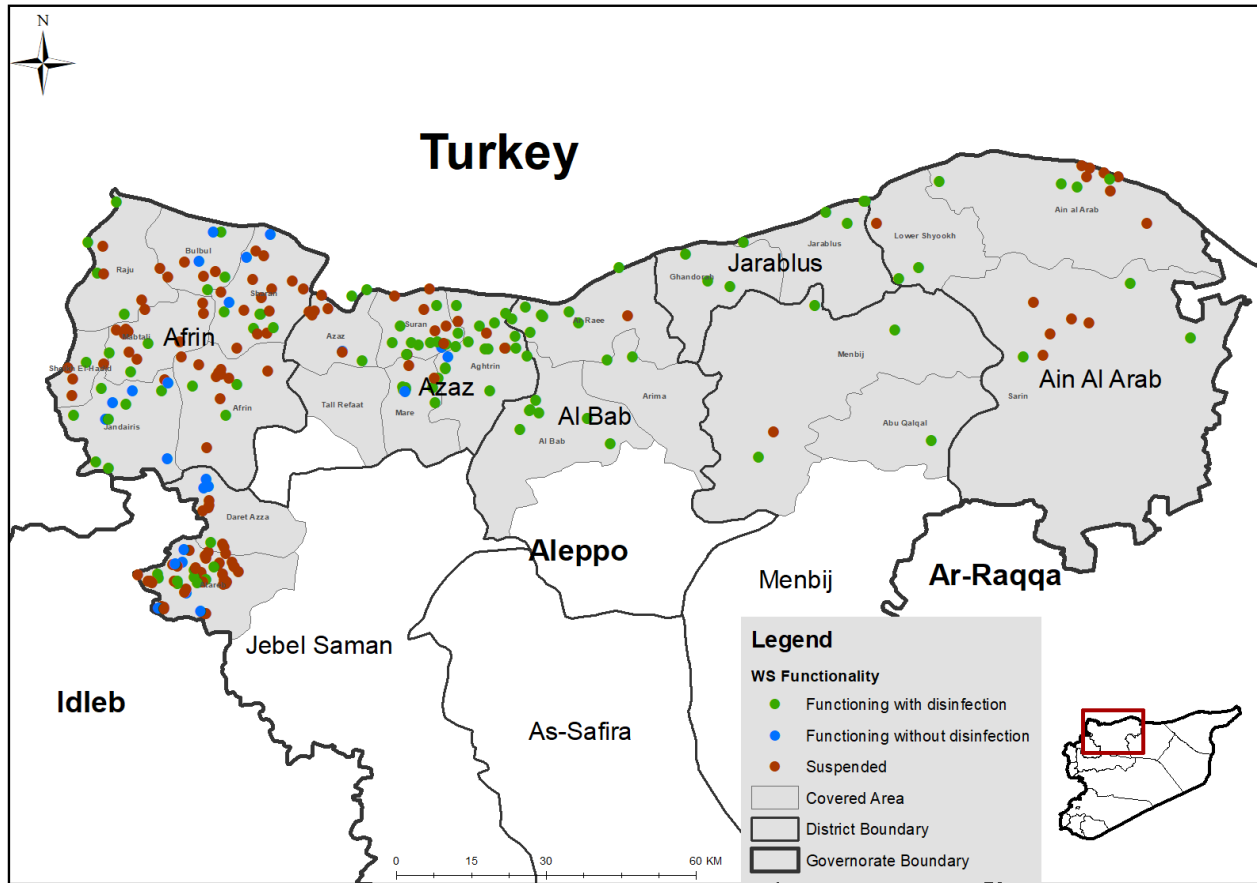 N
Turkey
Bulbul
Raju
Sharan
Afrin
Sheikh El-Hadid
Jandairis
Afrin
Azaz
Suran
Aghtrin
Azaz
Tall Refaat
Mare
Ar-Raee
Arima
Al Bab
Al Bab
Ghandorah
Jarablus
Jarablus
Lower Shyookh
Ain al Arab
Menbij
Abu Qalqal
Sarin
Ain Al Arab
Daret Azza
Aleppo
Menbij
Ar-Raqqa
Jebel Saman
Idleb
As-Safira
Legend
WS Functionality
Functioning with disinfection
Functioning without disinfection
Suspended
Covered Area
District Boundary
Governorate Boundary
0 15 30 60 KM